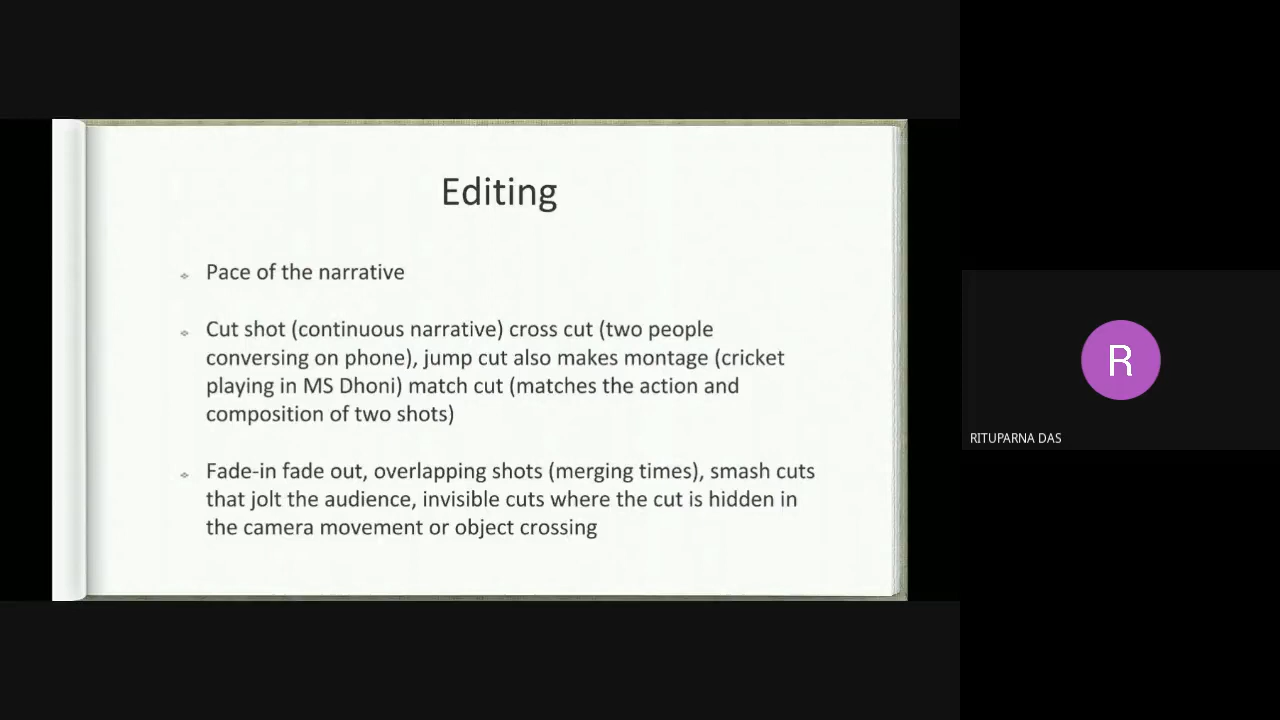 Editing
Pace of the narrative
Cut shot (continuous narrative) cross cut (two people
conversing on phone), jump cut also makes montage (cricket
playing in MS Dhoni) match cut (matches the action and
composition of two shots)
Fade-in fade out, overlapping shots (merging times), smash cuts
that jolt the audience, invisible cuts where the cut is hidden in
the camera movement or object crossing
R
RITUPARNA DAS